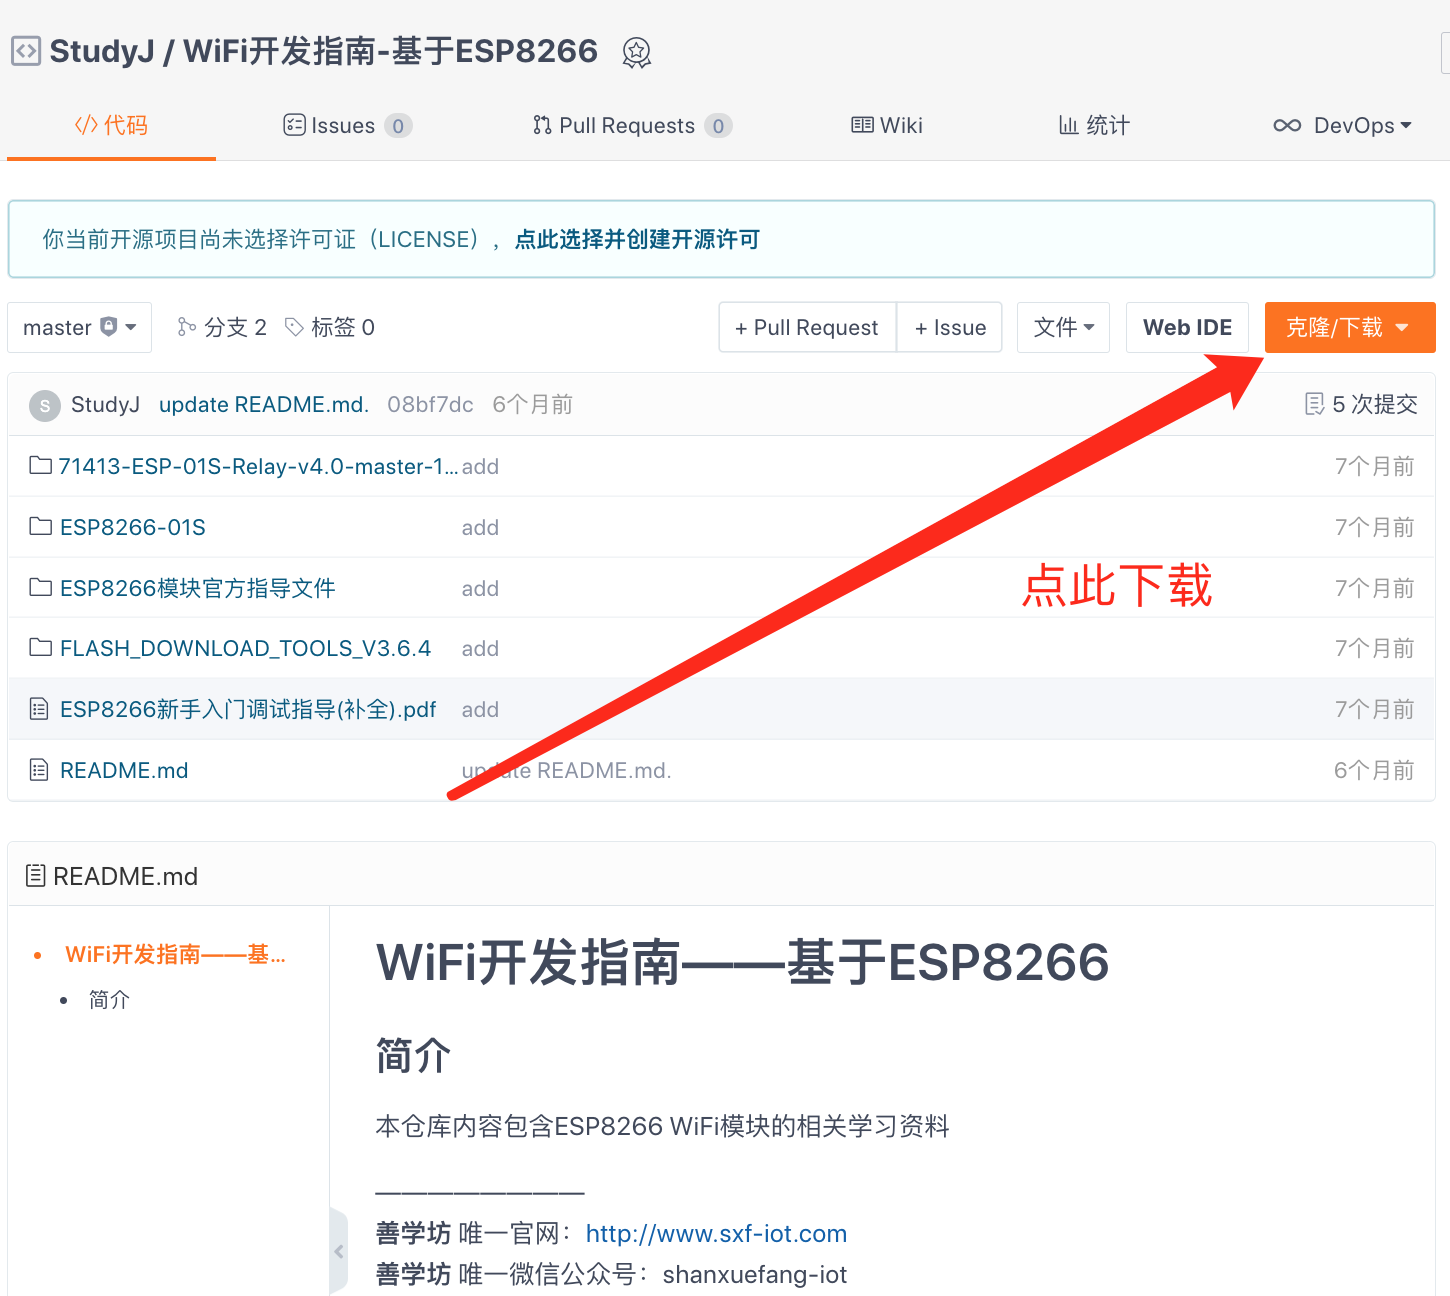 StudyJ / WiFi开发指南-基于ESP8266
代码 Issues 0 Pull Requests 0 Wiki 统计 DevOps
你当前开源项目尚未选择许可证（LICENSE），点此选择并创建开源许可
master 分支 2 标签 0 + Pull Request + Issue 文件 Web IDE 克隆/下载
S StudyJ update README.md. 08bf7dc 6个月前 5 次提交
71413-ESP-01S-Relay-v4.0-master-1... add 7个月前
ESP8266-01S add 7个月前
点此下载
ESP8266模块官方指导文件 add 7个月前
FLASH_DOWNLOAD_TOOLS_V3.6.4 add 7个月前
ESP8266新手入门调试指导(补全).pdf add 7个月前
README.md update README.md. 6个月前
README.md
WiFi开发指南——基...
简介
WiFi开发指南——基于ESP8266
简介
本仓库内容包含ESP8266 WiFi模块的相关学习资料
————————
善学坊 唯一官网：http://www.sxf-iot.com
善学坊 唯一微信公众号：shanxuefang-iot